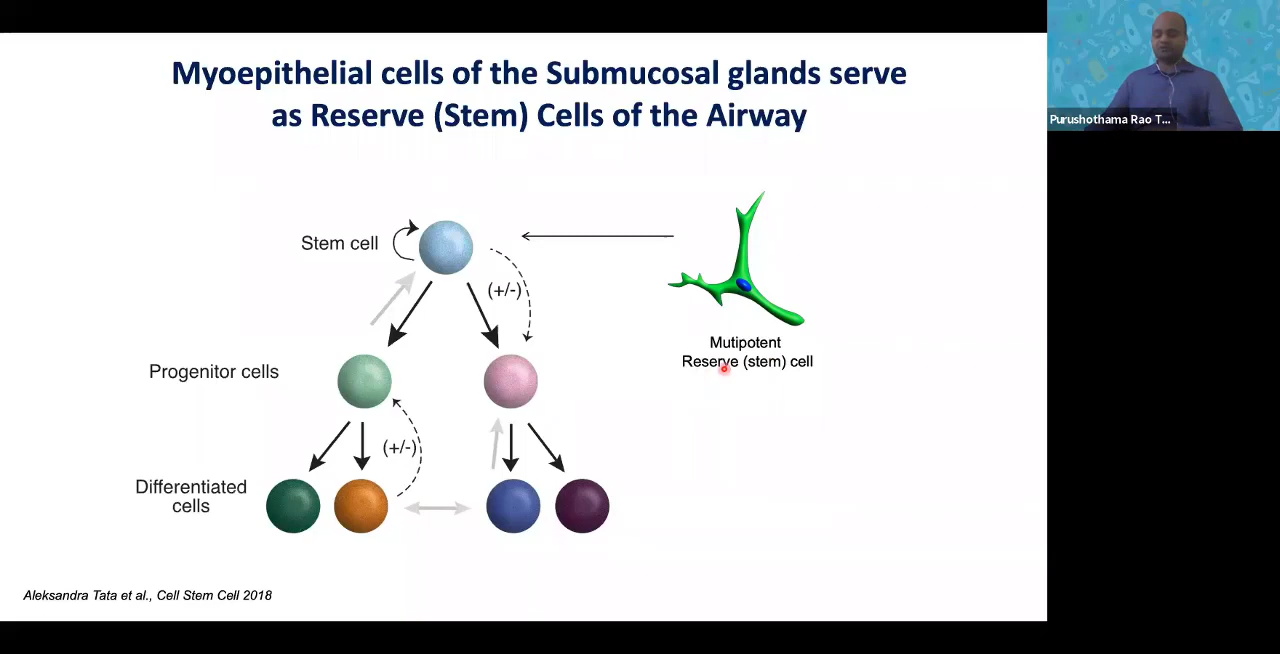 Myoepithelial cells of the Submucosal glands serve
as Reserve (Stem) Cells of the Airway
Purushothama Rao T...
Stem cell
(+/-)
Mutipotent
Reserve (stem) cell
Progenitor cells
(+/-)
Differentiated
cells
Aleksandra Tata et al., Cell Stem Cell 2018